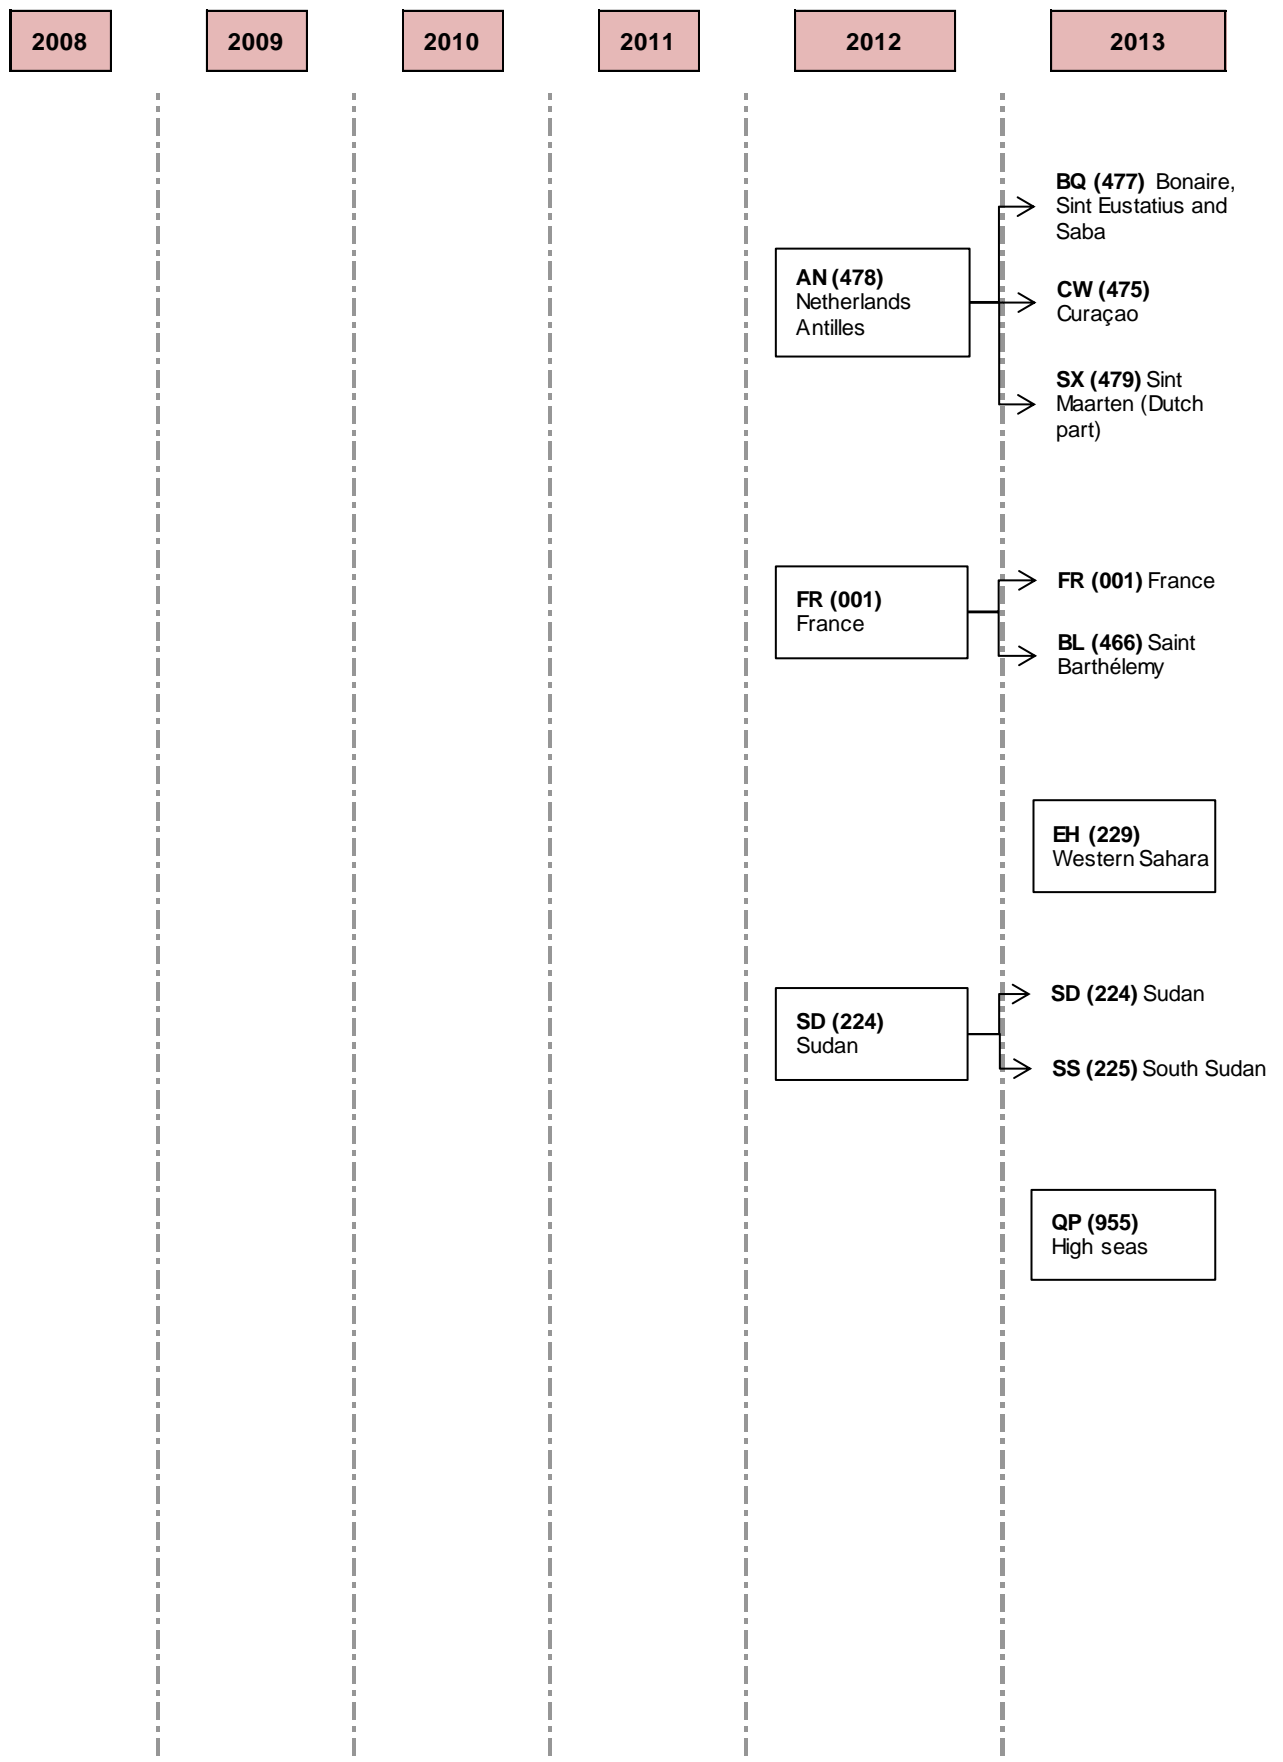 2008 2009 2010 2011 2012 2013
BQ (477) Bonaire,
Sint Eustatius and
Saba
AN (478)
Netherlands
Antilles
CW (475)
Curaçao
SX (479) Sint
Maarten (Dutch
part)
FR (001)
France
FR (001) France
BL (466) Saint
Barthélemy
EH (229)
Western Sahara
SD (224)
Sudan
SD (224) Sudan
SS (225) South Sudan
QP (955)
High seas